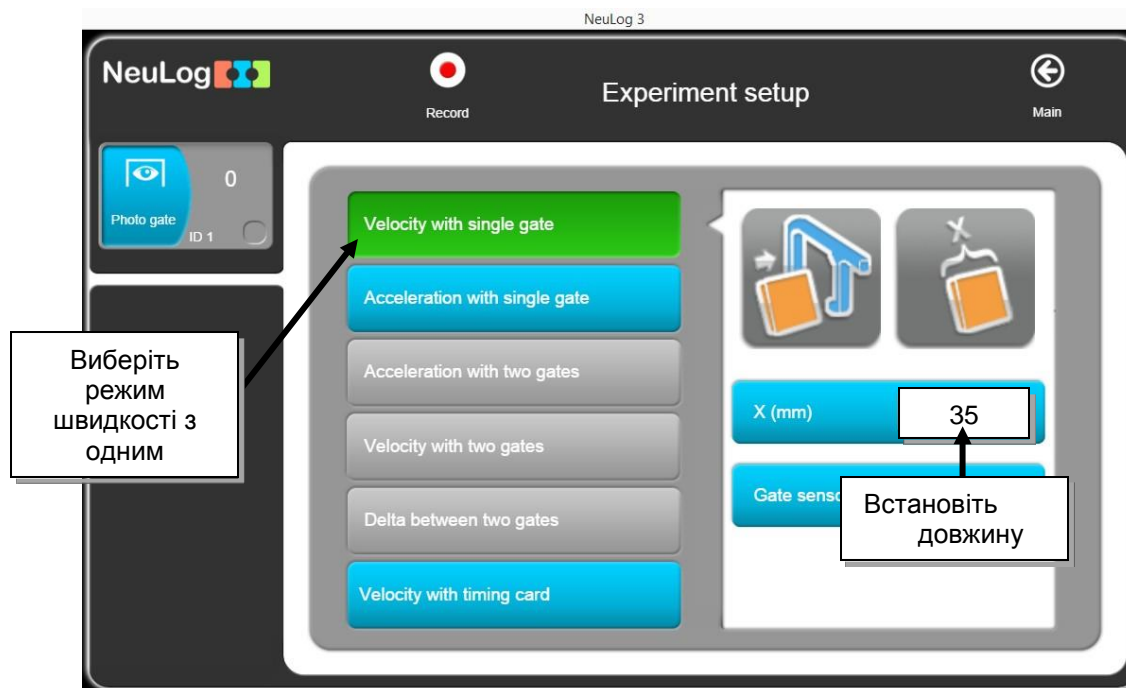 NeuLog 3
NeuLog
Record
Experiment setup
Main
Photo gate
0
ID 1
Velocity with single gate
Acceleration with single gate
Acceleration with two gates
Velocity with two gates
Delta between two gates
Velocity with timing card
X
X (mm)
35
Gate senso
Виберіть
режим
швидкості з
одним
Встановіть
довжину